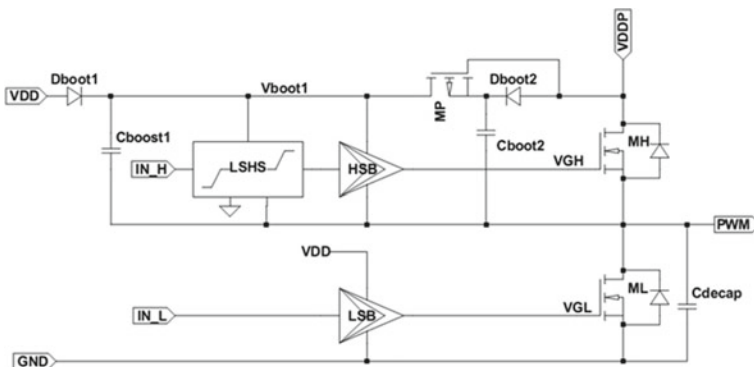 VDDP
Dboot1
VDD
Vboot1
Dboot2
MP
Cboost1
Cboot2
MH
IN_H
LSHS
HSB
VGH
PWM
VDD
ML
Cdecap
IN_L
LSB
VGL
GND